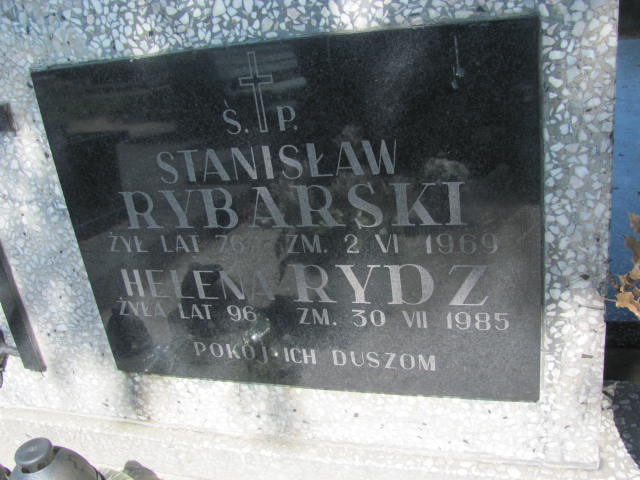 Ś. P.
STANISŁAW
RYBARSKI
ŻYŁ LAT 76 ZM. 2 VI 1969
HELENA RYDZ
ŻYŁA LAT 96 ZM. 30 VII 1985
POKÓJ ICH DUSZOM